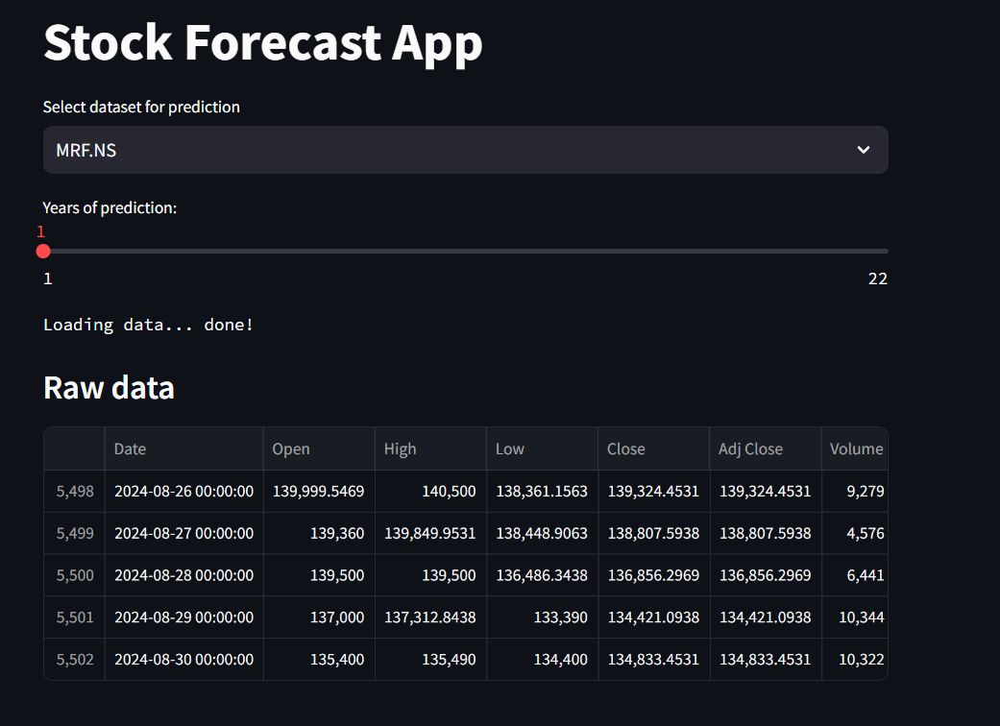 Stock Forecast App
Select dataset for prediction
MRF.NS
Years of prediction:
1
1 22
Loading data... done!
Raw data
Date Open High Low Close Adj Close Volume
5,498 2024-08-26 00:00:00 139,999.5469 140,500 138,361.1563 139,324.4531 139,324.4531 9,279
5,499 2024-08-27 00:00:00 139,360 139,849.9531 138,448.9063 138,807.5938 138,807.5938 4,576
5,500 2024-08-28 00:00:00 139,500 139,500 136,486.3438 136,856.2969 136,856.2969 6,441
5,501 2024-08-29 00:00:00 137,000 137,312.8438 133,390 134,421.0938 134,421.0938 10,344
5,502 2024-08-30 00:00:00 135,400 135,490 134,400 134,833.4531 134,833.4531 10,322